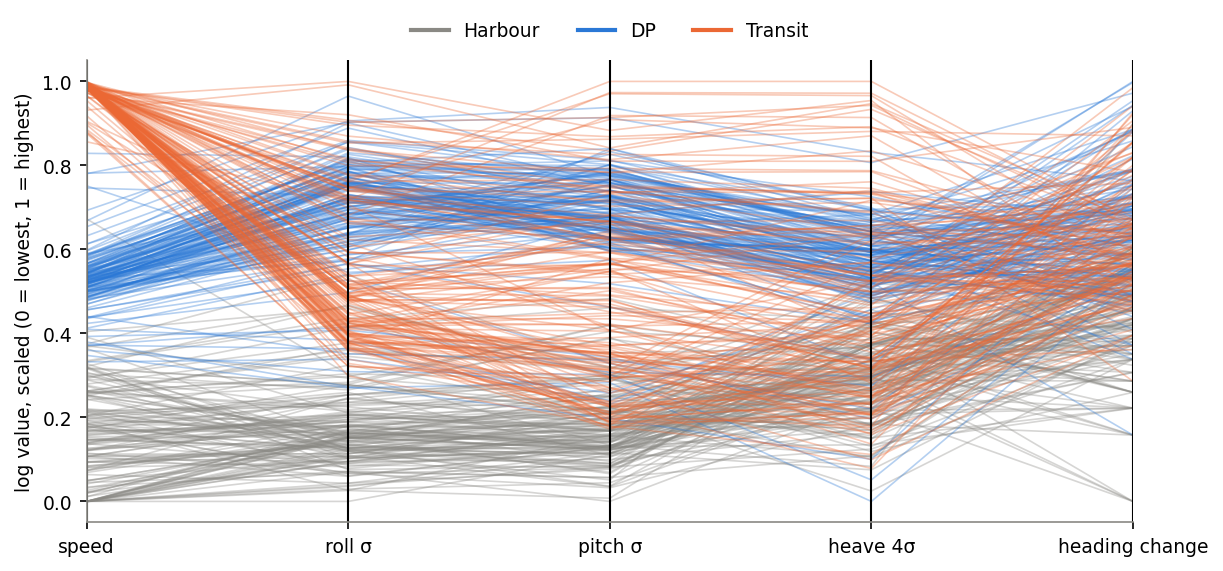 Harbour DP Transit
log value, scaled (0 = lowest, 1 = highest)
1.0
0.8
0.6
0.4
0.2
0.0
speed roll σ pitch σ heave 4σ heading change